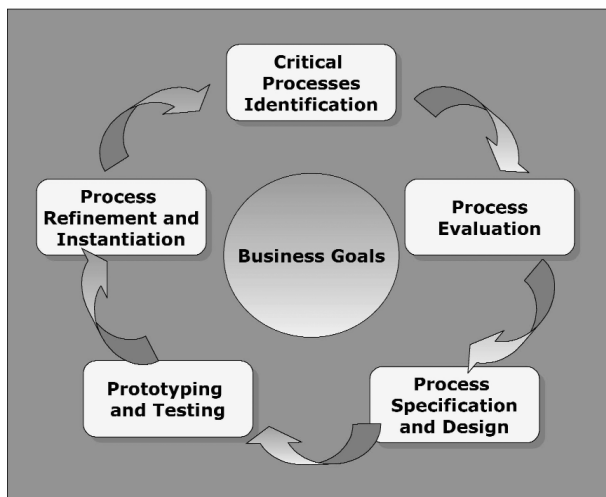 Critical
Processes
Identification
Process
Evaluation
Process
Specification
and Design
Prototyping
and Testing
Process
Refinement and
Instantiation
Business Goals